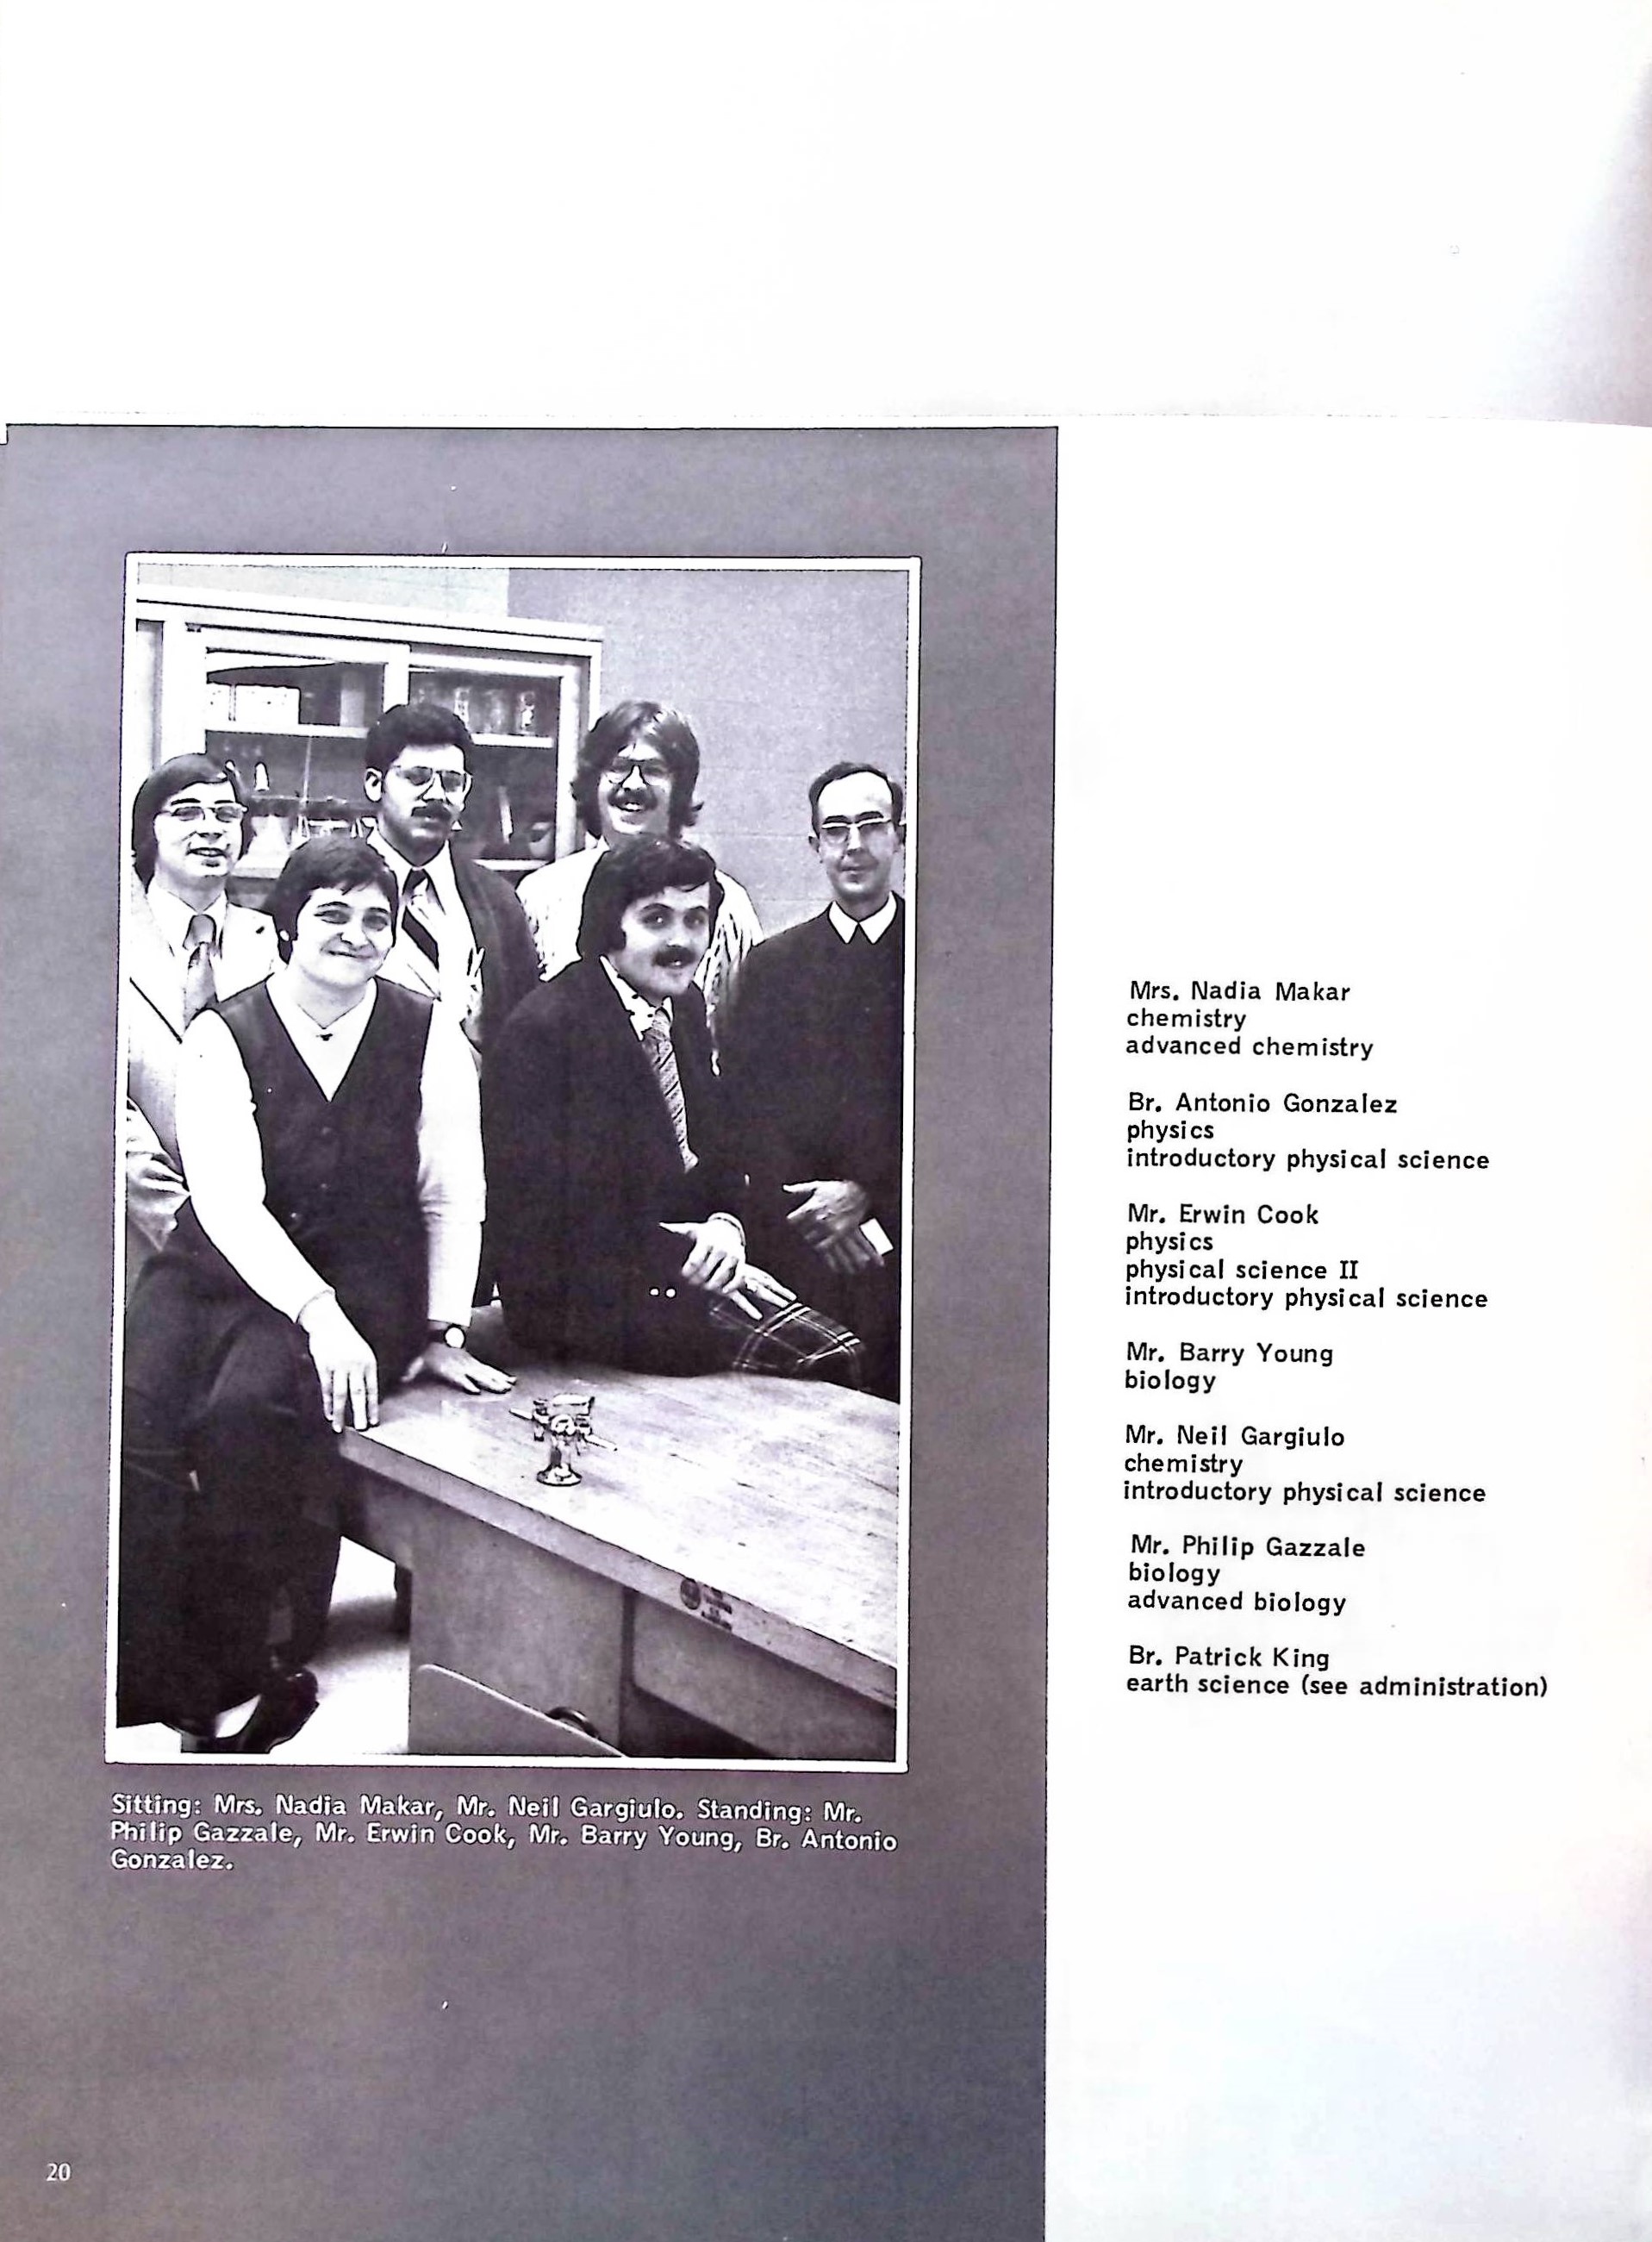 Mrs. Nadia Makar
chemistry
advanced chemistry
Br. Antonio Gonzalez
physics
introductory physical science
Mr. Erwin Cook
physics
physical science II
introductory physical science
Mr. Barry Young
biology
Mr. Neil Gargiulo
chemistry
introductory physical science
Mr. Philip Gazzale
biology
advanced biology
Br. Patrick King
earth science (see administration)
Sitting: Mrs. Nadia Makar, Mr. Neil Gargiulo. Standing: Mr.
Philip Gazzale, Mr. Erwin Cook, Mr. Barry Young, Br. Antonio
Gonzalez.
20